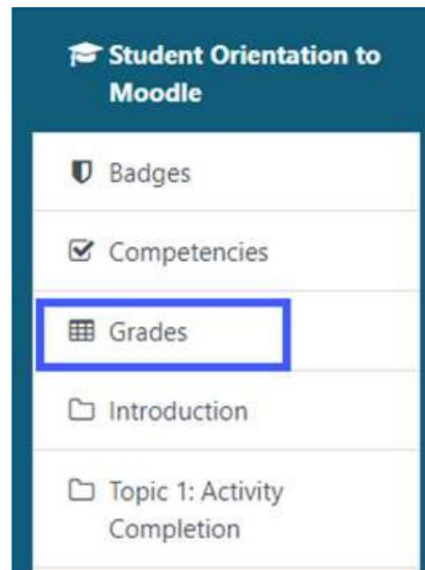 Student Orientation to
Moodle
Badges
Competencies
Grades
Introduction
Topic 1: Activity
Completion